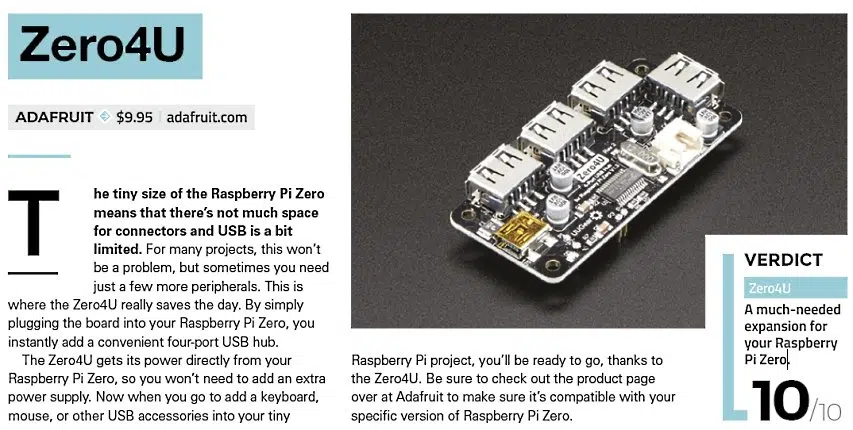 Zero4U
ADAFRUIT $9.95 | adafruit.com
The tiny size of the Raspberry Pi Zero
means that there's not much space
for connectors and USB is a bit
limited. For many projects, this won't
be a problem, but sometimes you need
just a few more peripherals. This is
where the Zero4U really saves the day. By simply
plugging the board into your Raspberry Pi Zero, you
instantly add a convenient four-port USB hub.
The Zero4U gets its power directly from your
Raspberry Pi Zero, so you won't need to add an extra
power supply. Now when you go to add a keyboard,
mouse, or other USB accessories into your tiny
Raspberry Pi project, you'll be ready to go, thanks to
the Zero4U. Be sure to check out the product page
over at Adafruit to make sure it's compatible with your
specific version of Raspberry Pi Zero.
Zero4U
UUGear
VERDICT
Zero4U
A much-needed
expansion for
your Raspberry
Pi Zero.
10/10